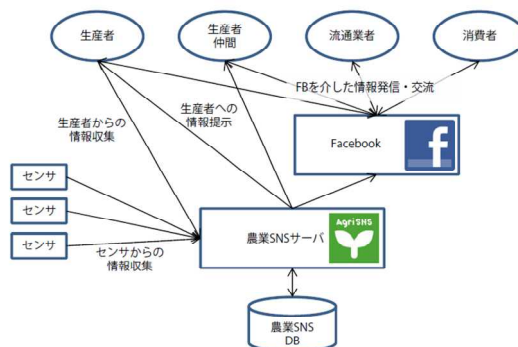 生産者
生産者
仲間
流通業者
消費者
FBを介した情報発信・交流
生産者からの
情報収集
生産者への
情報提示
Facebook
f
センサ
センサ
センサ
センサからの
情報収集
農業SNSサーバ
AgriSNS
農業SNS
DB